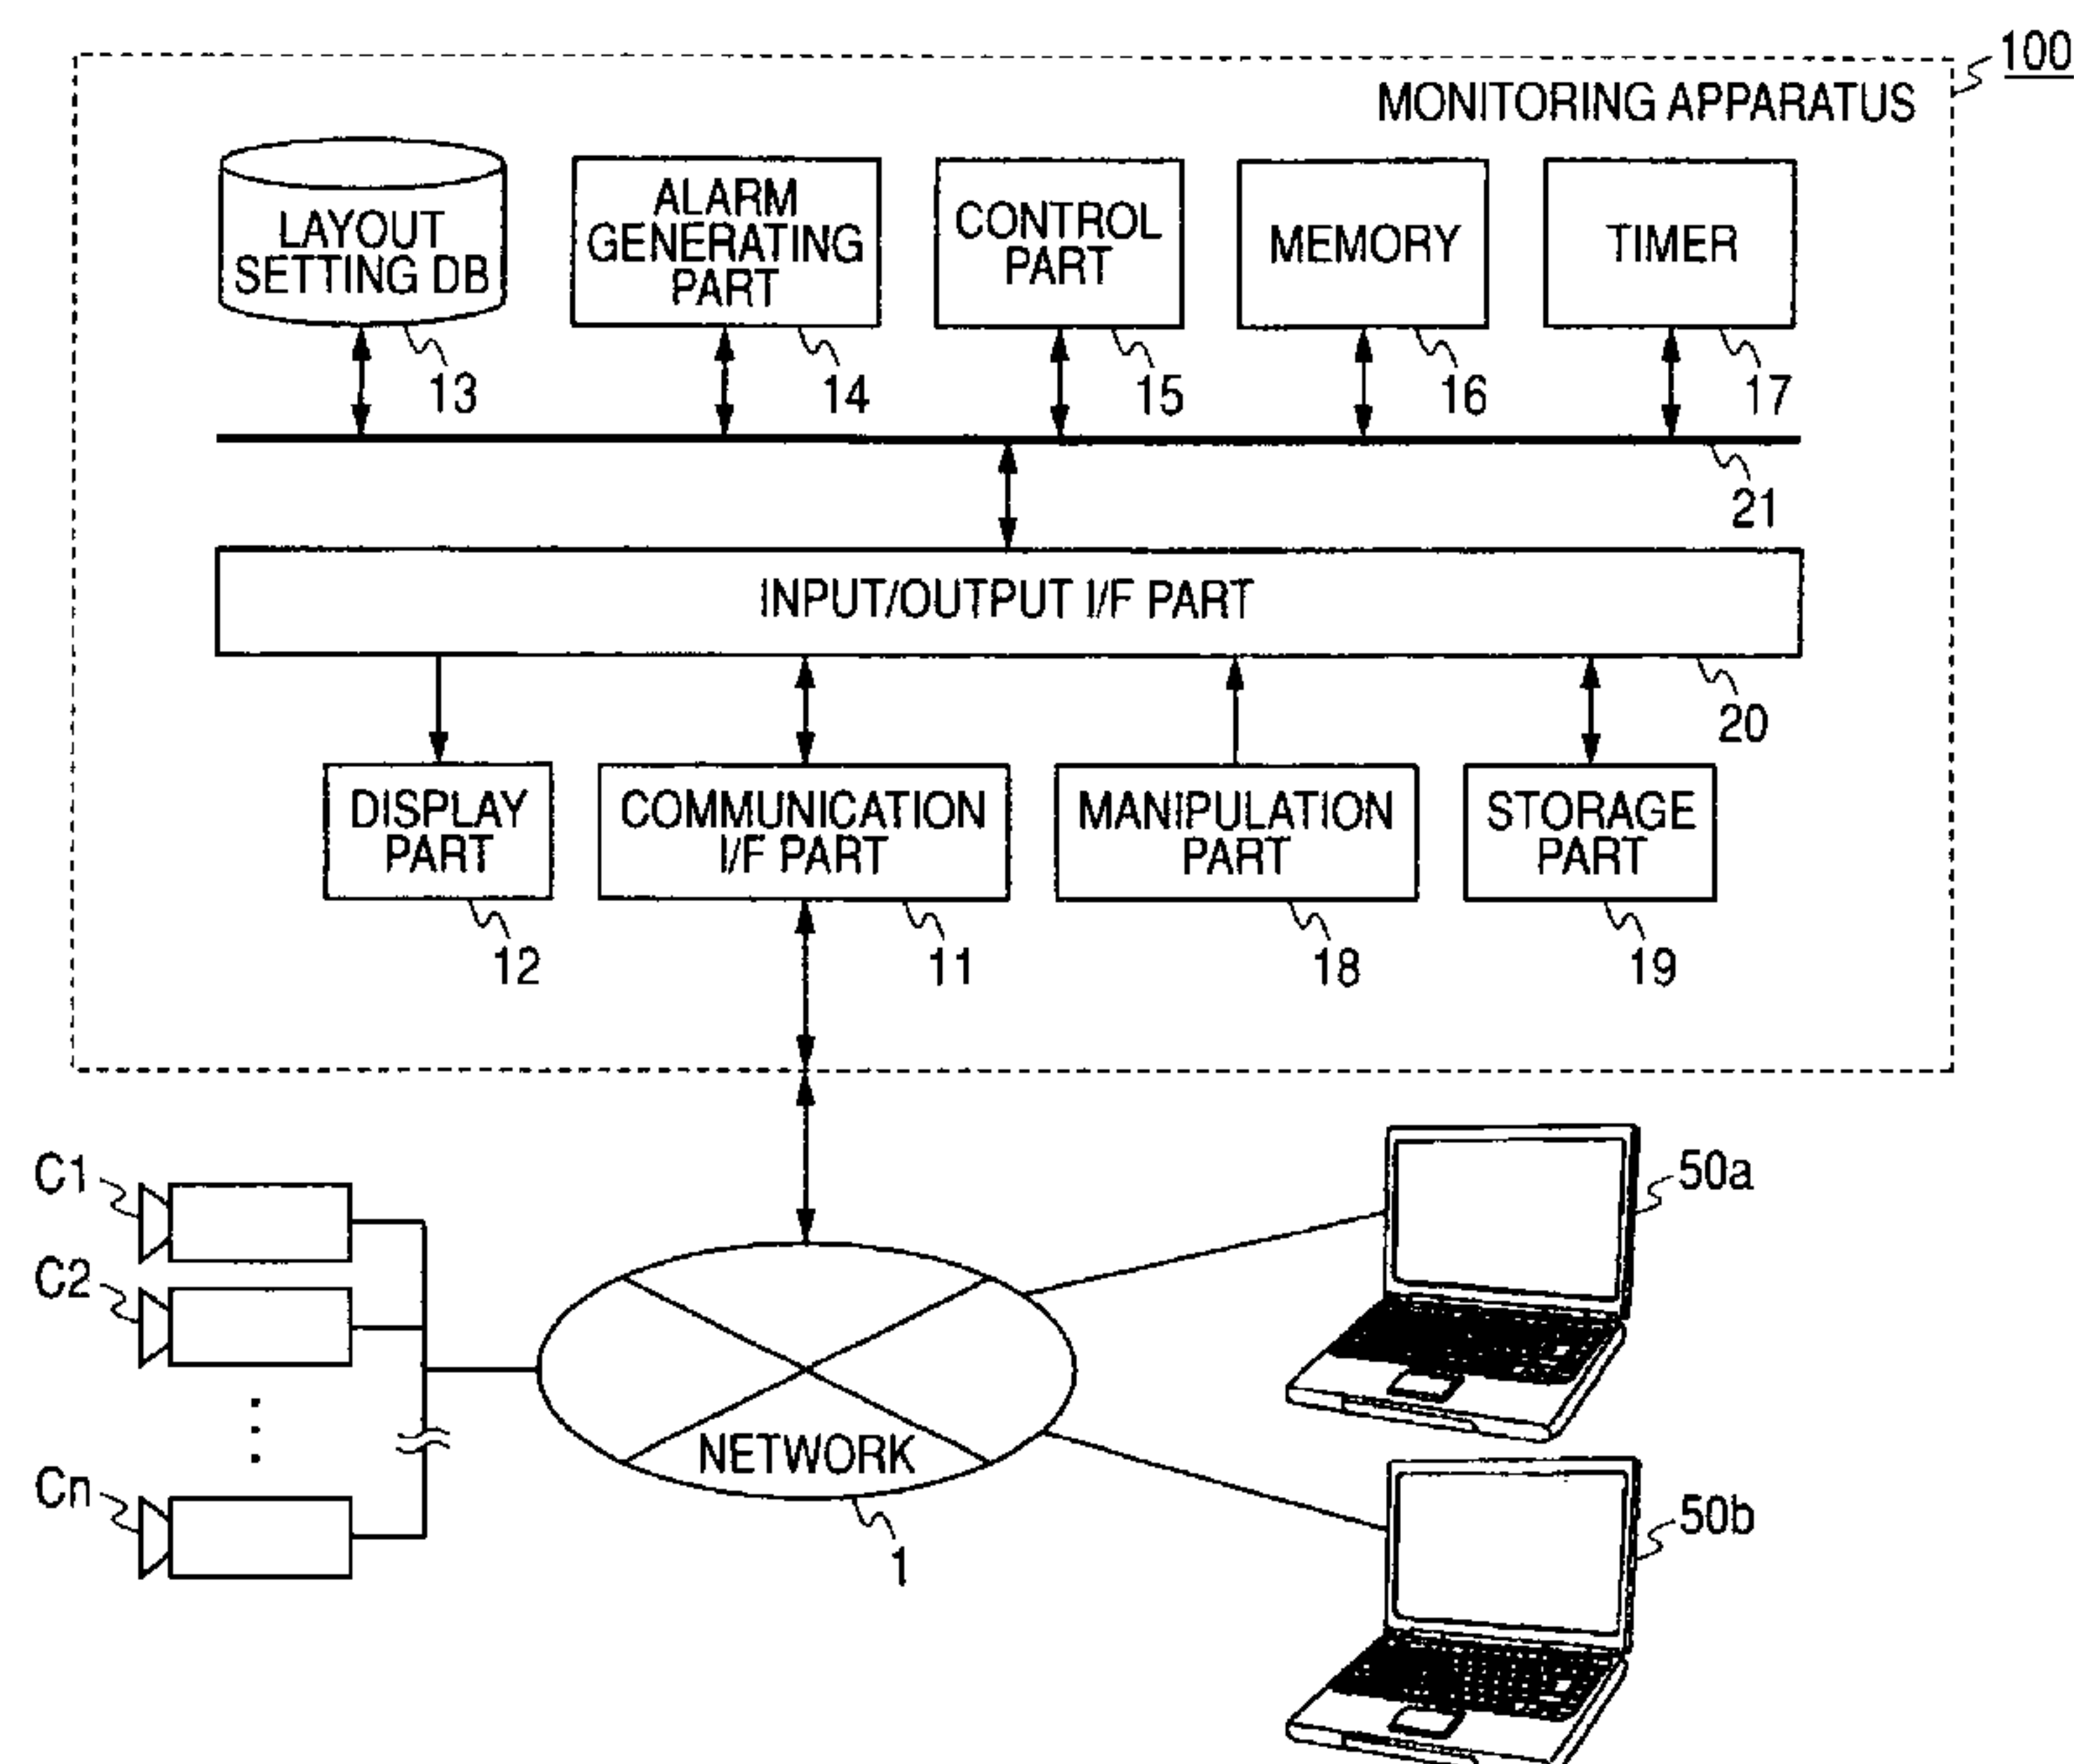 100
MONITORING APPARATUS
LAYOUT
SETTING DB
ALARM
GENERATING
PART
CONTROL
PART
MEMORY
TIMER
13
14
15
16
17
21
INPUT/OUTPUT I/F PART
20
DISPLAY
PART
COMMUNICATION
I/F PART
MANIPULATION
PART
STORAGE
PART
12
11
18
19
C1
C2
Cn
NETWORK
1
50a
50b